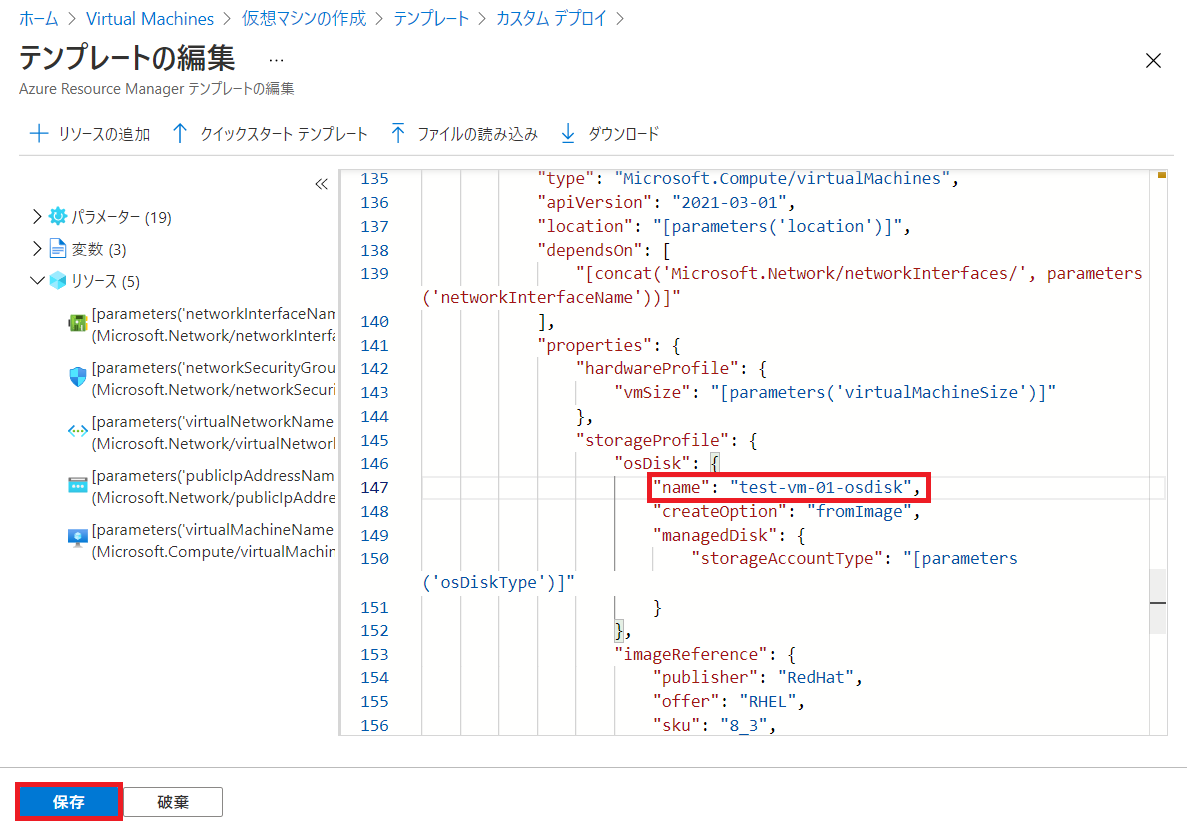 ホーム > Virtual Machines > 仮想マシンの作成 > テンプレート > カスタム デプロイ >
テンプレートの編集 …
Azure Resource Manager テンプレートの編集
リソースの追加 クイックスタート テンプレート ファイルの読み込み ダウンロード
パラメーター (19)
変数 (3)
リソース (5)
[parameters('networkInterfaceNam
(Microsoft.Network/networkInterfa
[parameters('networkSecurityGrou
(Microsoft.Network/networkSecuri
[parameters('virtualNetworkName
(Microsoft.Network/virtualNetwork
[parameters('publicIpAddressNam
(Microsoft.Network/publicIpAddre
[parameters('virtualMachineName
(Microsoft.Compute/virtualMachin
135 "type": "Microsoft.Compute/virtualMachines",
136 "apiVersion": "2021-03-01",
137 "location": "[parameters('location')]",
138 "dependsOn": [
139 "[concat('Microsoft.Network/networkInterfaces/', parameters
('networkInterfaceName'))]"
140 ],
141 "properties": {
142 "hardwareProfile": {
143 "vmSize": "[parameters('virtualMachineSize')]"
144 },
145 "storageProfile": {
146 "osDisk": {
147 "name": "test-vm-01-osdisk",
148 "createOption": "fromImage",
149 "managedDisk": {
150 "storageAccountType": "[parameters
('osDiskType')]"
151 }
152 },
153 "imageReference": {
154 "publisher": "RedHat",
155 "offer": "RHEL",
156 "sku": "8_3",
保存 破棄